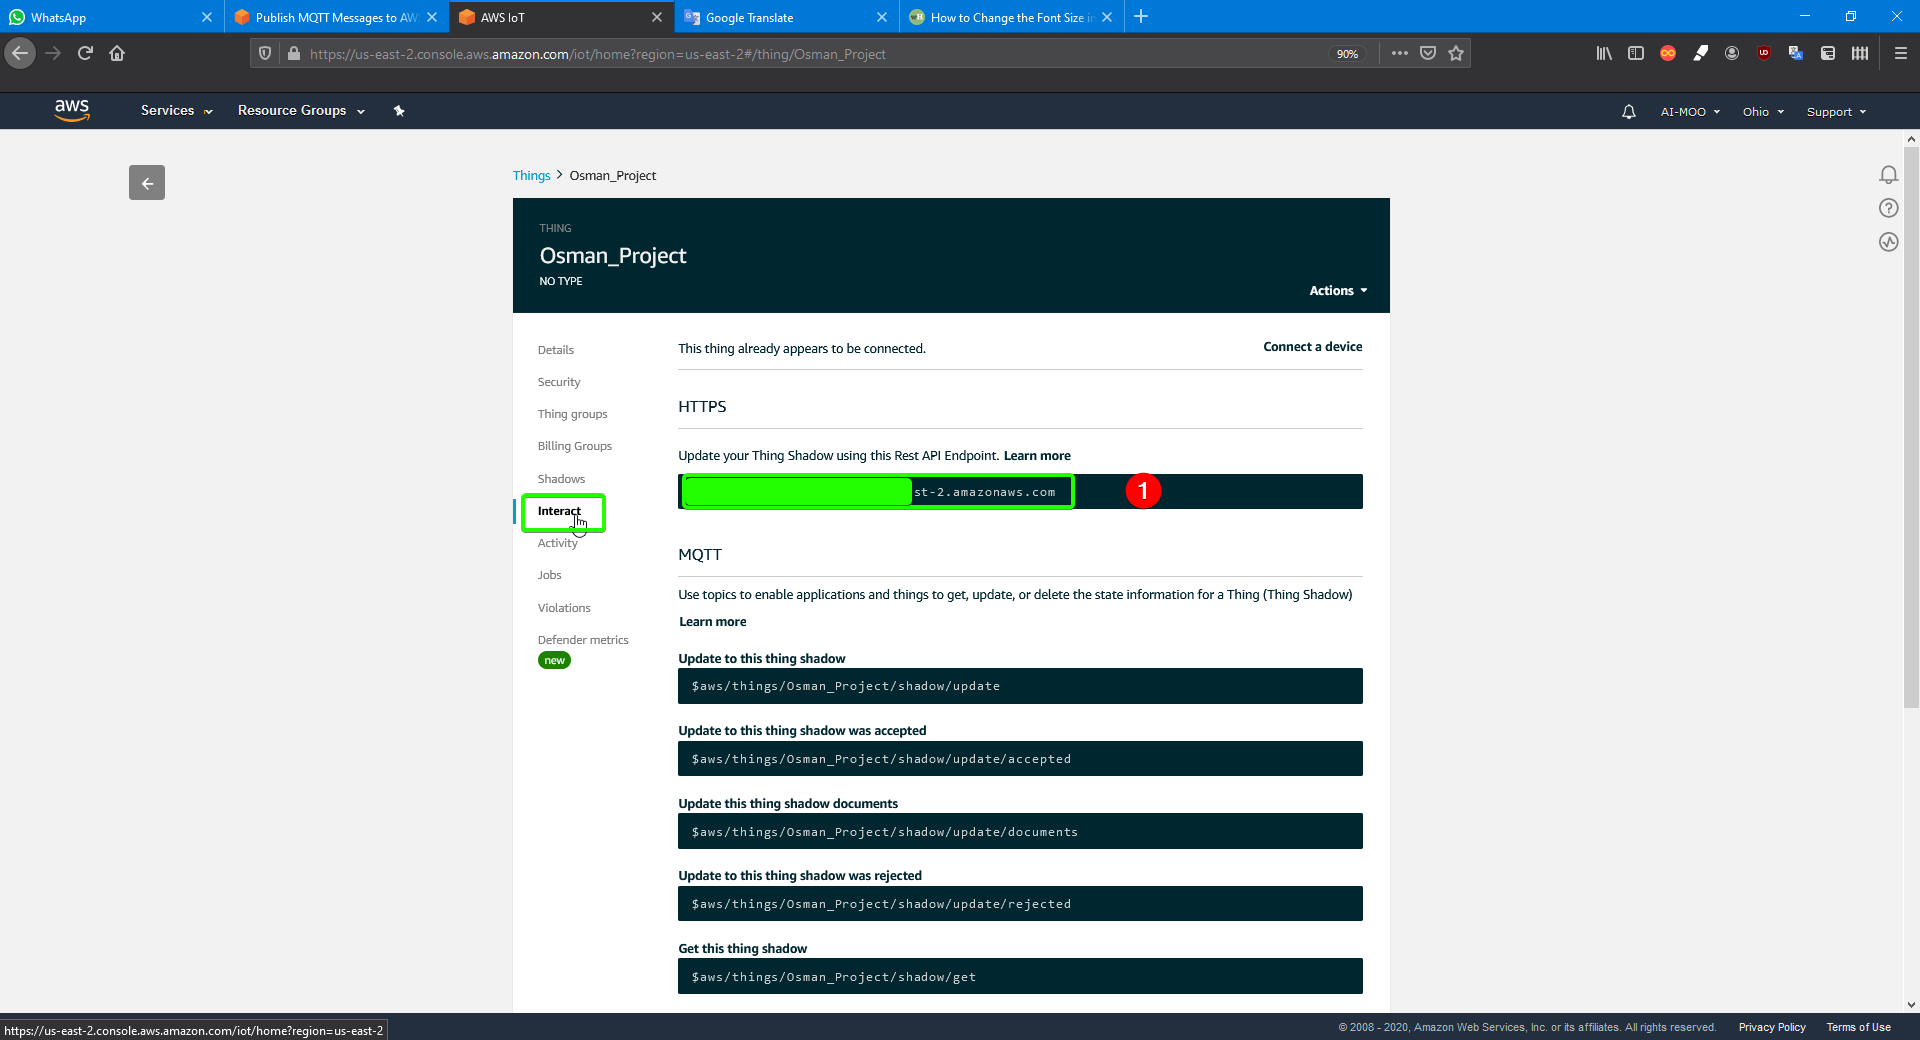 WhatsApp
Publish MQTT Messages to AW
AWS IoT
Google Translate
How to Change the Font Size in
https://us-east-2.console.aws.amazon.com/iot/home?region=us-east-2#/thing/Osman_Project
90%
aws
Services
Resource Groups
AI-MOO
Ohio
Support
Things > Osman_Project
THING
Osman_Project
NO TYPE
Actions
Details
Security
Thing groups
Billing Groups
Shadows
Interact
Activity
Jobs
Violations
Defender metrics
new
This thing already appears to be connected.
Connect a device
HTTPS
Update your Thing Shadow using this Rest API Endpoint. Learn more
st-2.amazonaws.com
1
MQTT
Use topics to enable applications and things to get, update, or delete the state information for a Thing (Thing Shadow)
Learn more
Update to this thing shadow
$aws/things/Osman_Project/shadow/update
Update to this thing shadow was accepted
$aws/things/Osman_Project/shadow/update/accepted
Update this thing shadow documents
$aws/things/Osman_Project/shadow/update/documents
Update to this thing shadow was rejected
$aws/things/Osman_Project/shadow/update/rejected
Get this thing shadow
$aws/things/Osman_Project/shadow/get
https://us-east-2.console.aws.amazon.com/iot/home?region=us-east-2
© 2008 - 2020, Amazon Web Services, Inc. or its affiliates. All rights reserved.
Privacy Policy
Terms of Use